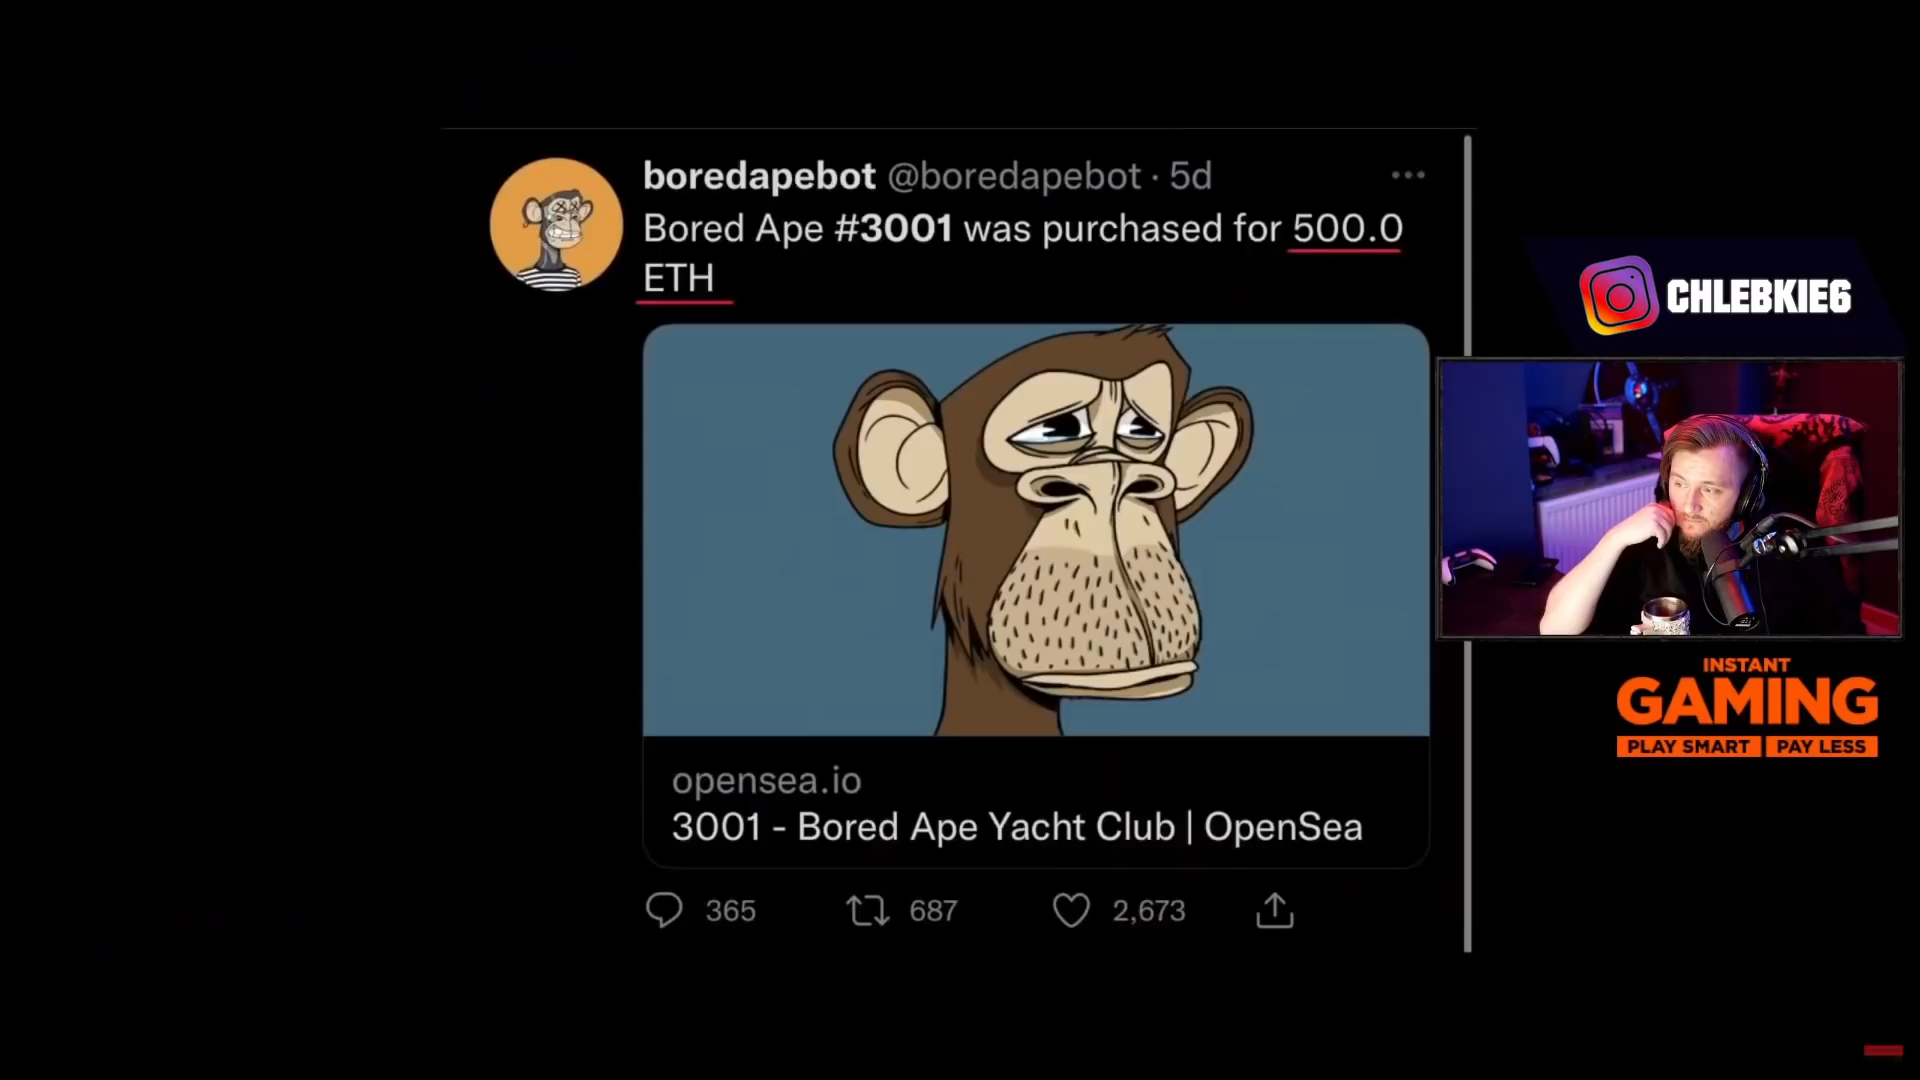 boredapebot @boredapebot · 5d
Bored Ape #3001 was purchased for 500.0
ETH
opensea.io
3001 - Bored Ape Yacht Club | OpenSea
365 687 2,673
CHLEBKIE6
INSTANT
GAMING
PLAY SMART PAY LESS